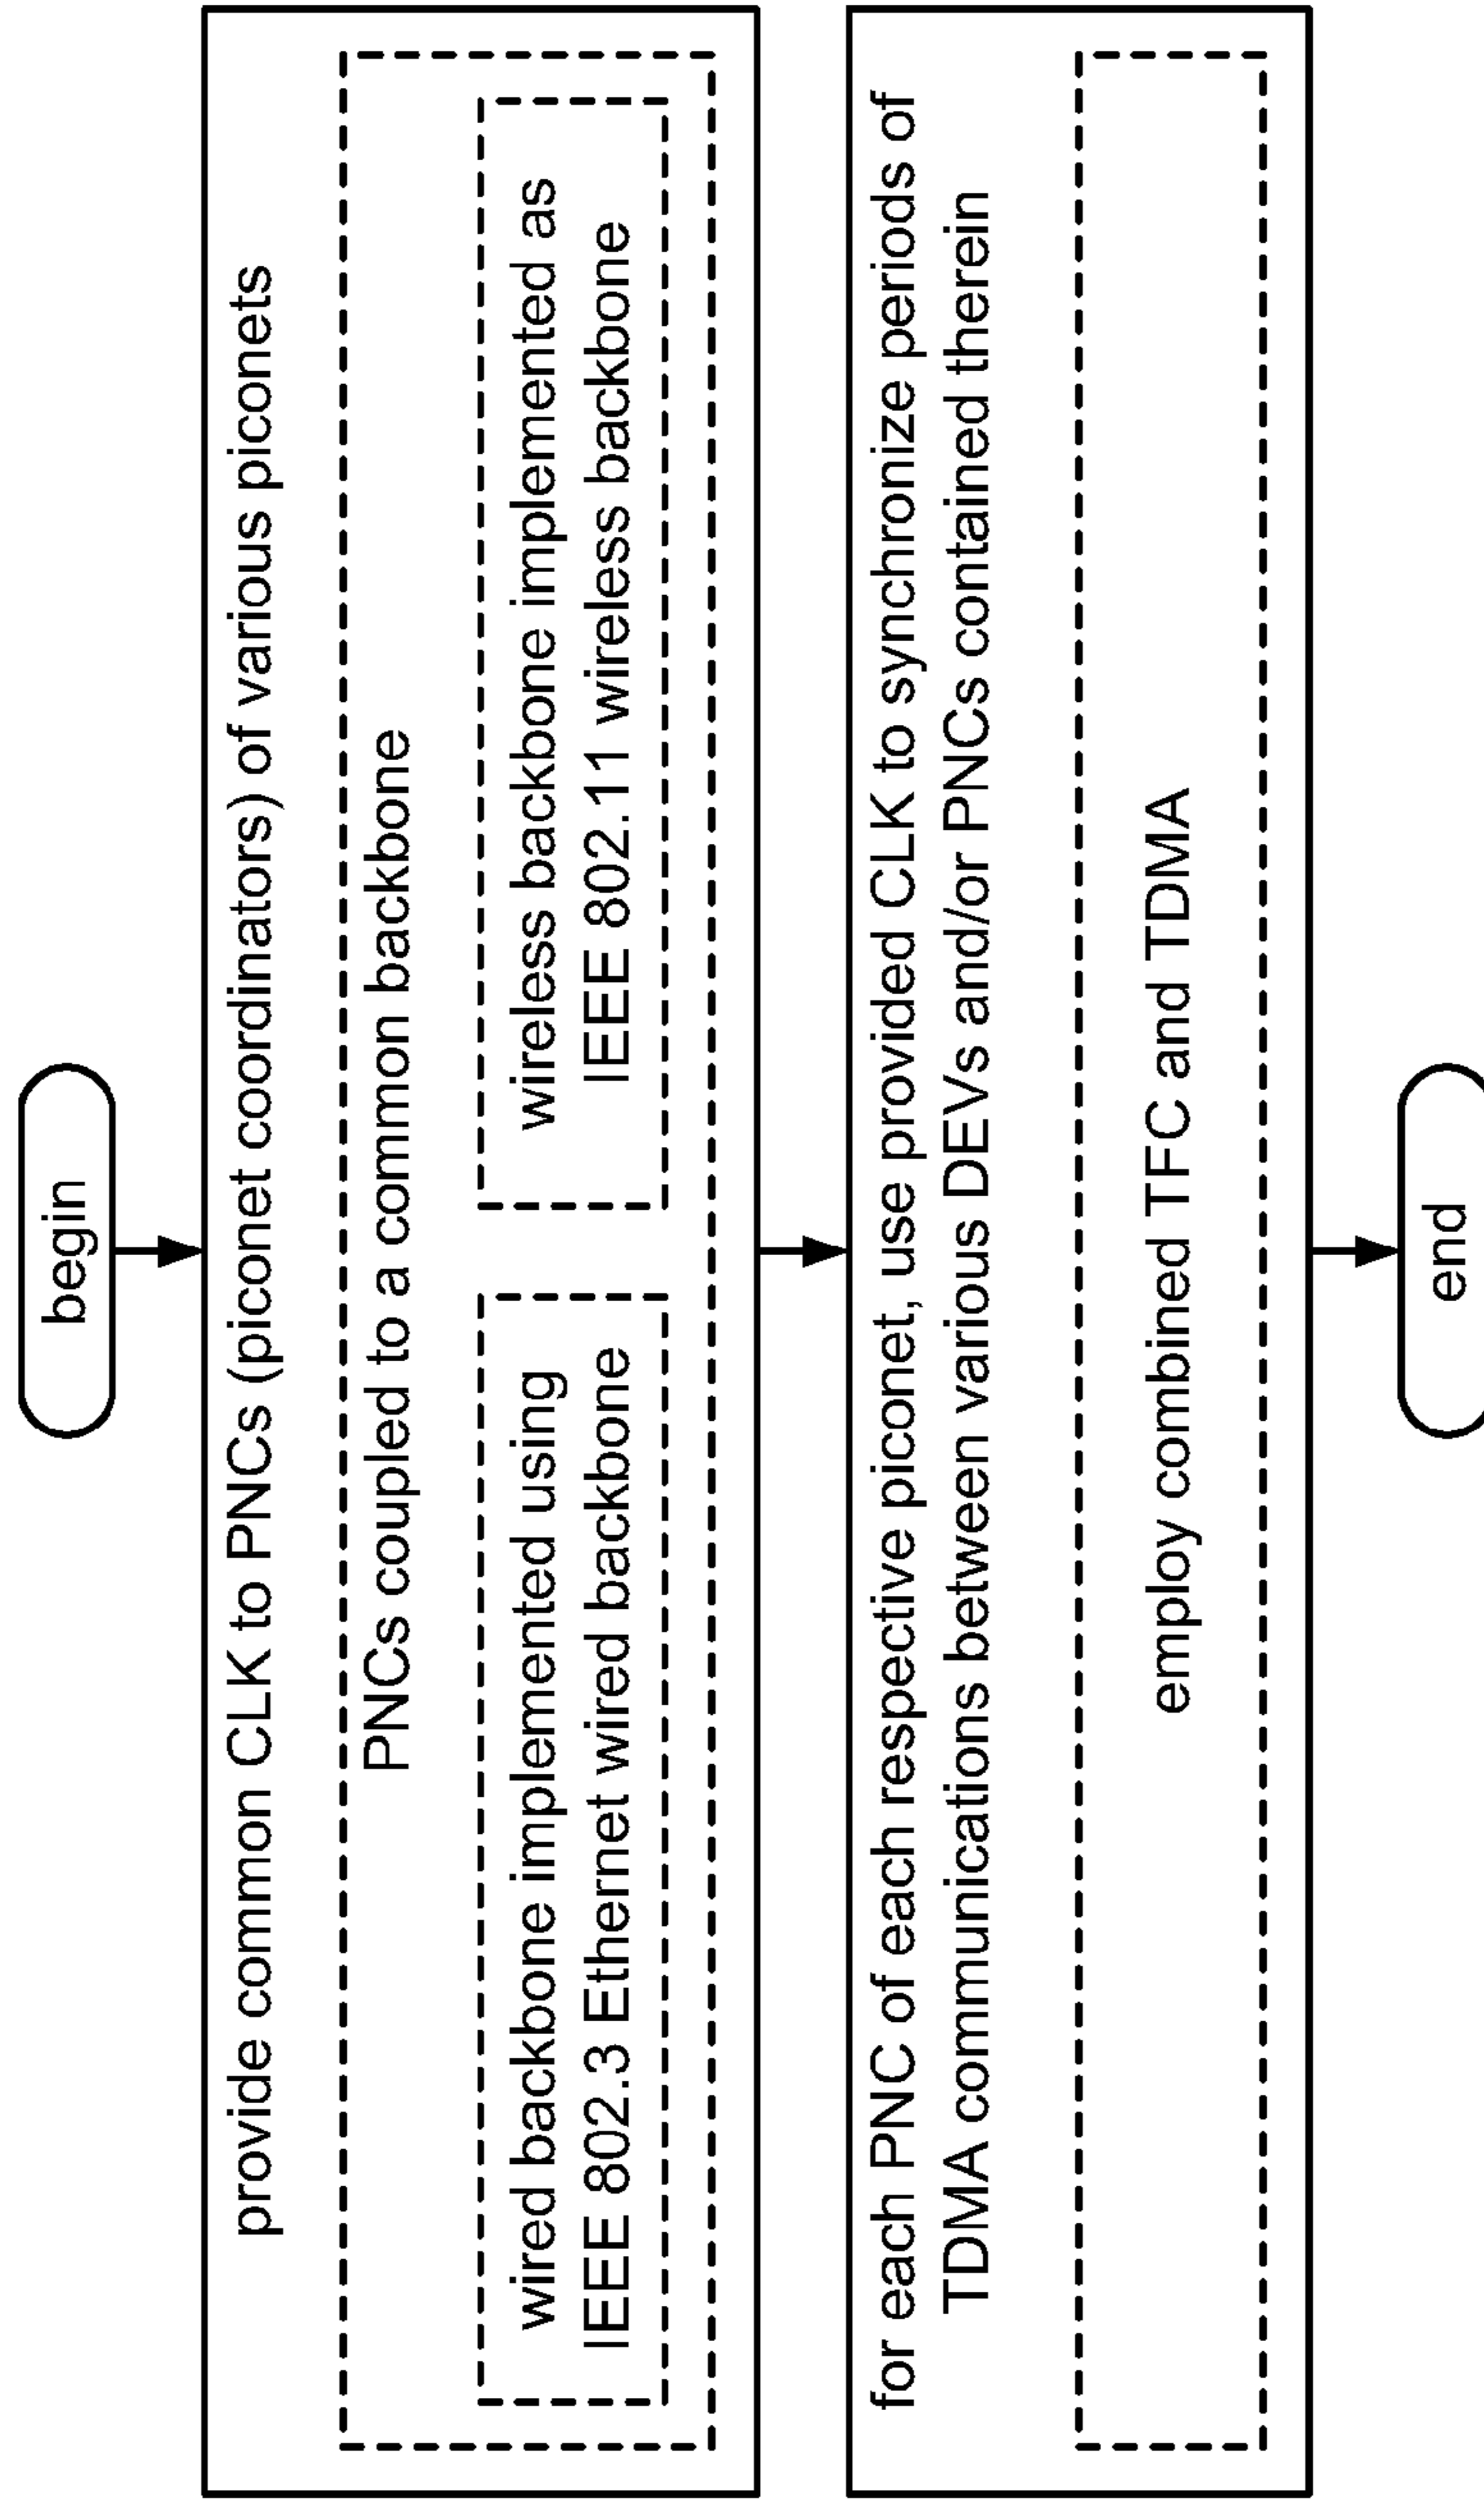 begin
provide common CLK to PNCs (piconet coordinators) of various piconets
PNCs coupled to a common backbone
wired backbone implemented using
IEEE 802.3 Ethernet wired backbone
wireless backbone implemented as
IEEE 802.11 wireless backbone
for each PNC of each respective piconet, use provided CLK to synchronize periods of
TDMA communications between various DEVs and/or PNCs contained therein
employ combined TFC and TDMA
end